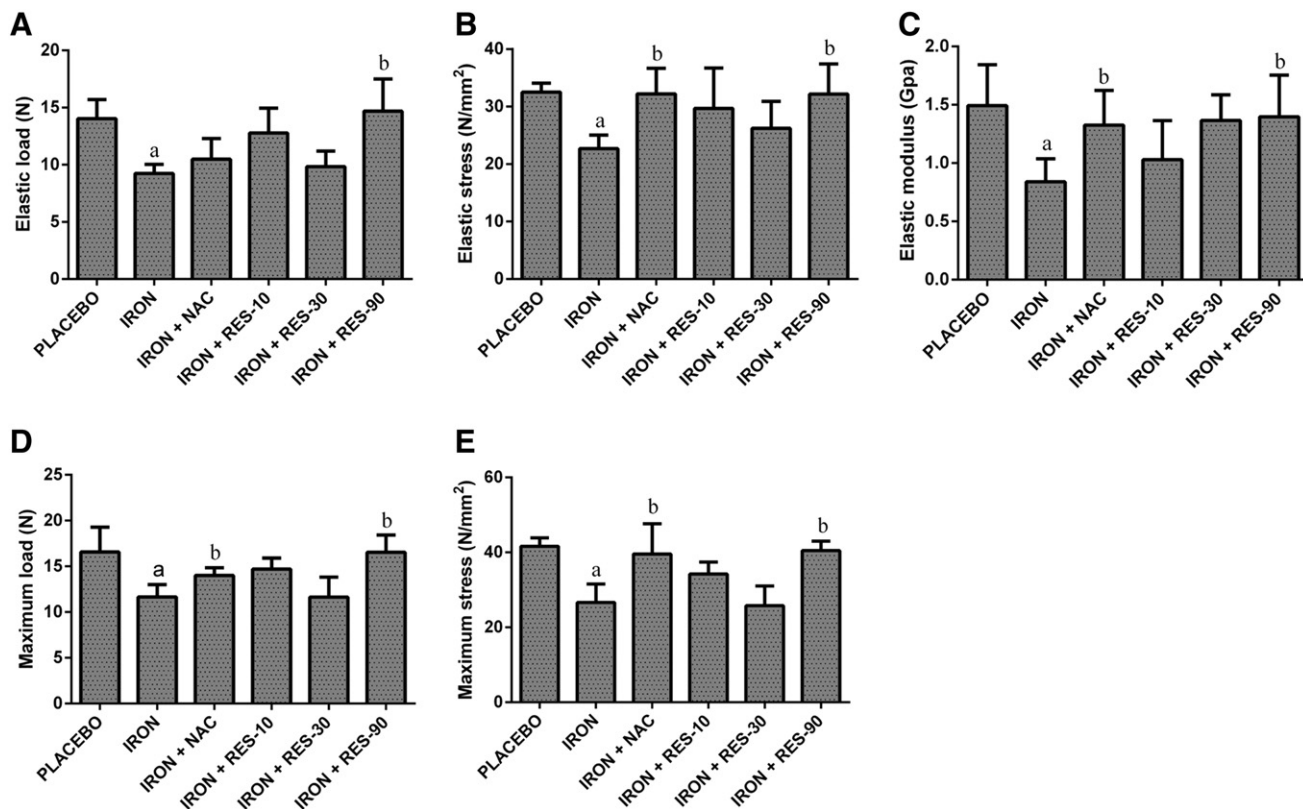 A
Elastic load (N)
20
15
10
5
0
a
b
PLACEBO
IRON
IRON + NAC
IRON + RES-10
IRON + RES-30
IRON + RES-90
B
Elastic stress (N/mm²)
40
30
20
10
0
a
b
b
PLACEBO
IRON
IRON + NAC
IRON + RES-10
IRON + RES-30
IRON + RES-90
C
Elastic modulus (Gpa)
2.0
1.5
1.0
0.5
0.0
a
b
b
PLACEBO
IRON
IRON + NAC
IRON + RES-10
IRON + RES-30
IRON + RES-90
D
Maximum load (N)
25
20
15
10
5
0
a
b
b
PLACEBO
IRON
IRON + NAC
IRON + RES-10
IRON + RES-30
IRON + RES-90
E
Maximum stress (N/mm²)
60
40
20
0
a
b
b
PLACEBO
IRON
IRON + NAC
IRON + RES-10
IRON + RES-30
IRON + RES-90